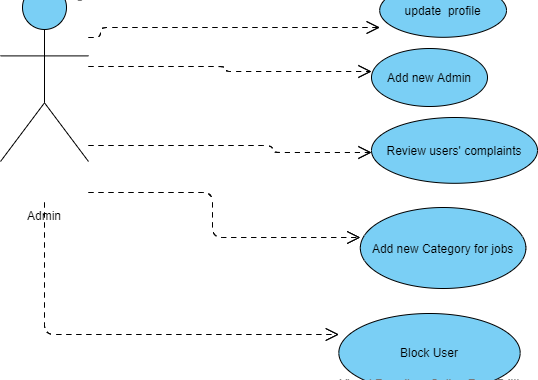 update profile
Add new Admin
Review users' complaints
Admin
Add new Category for jobs
Block User